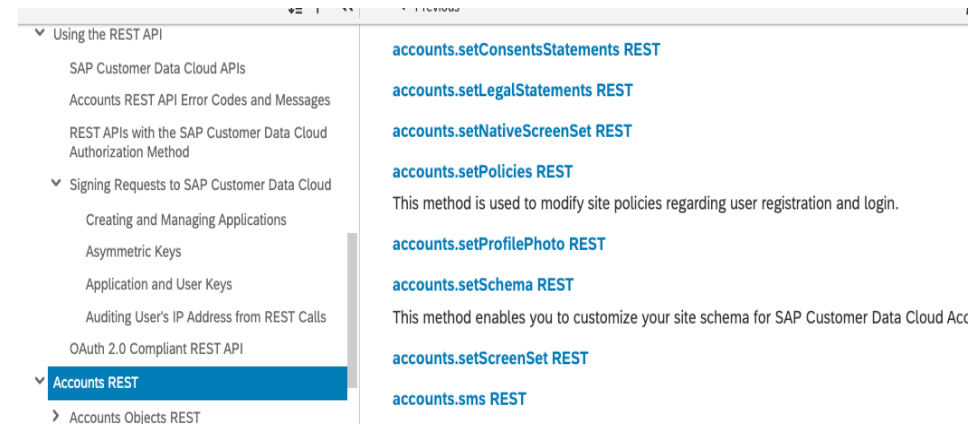 Previous
Using the REST API
SAP Customer Data Cloud APIs
Accounts REST API Error Codes and Messages
REST APIs with the SAP Customer Data Cloud
Authorization Method
Signing Requests to SAP Customer Data Cloud
Creating and Managing Applications
Asymmetric Keys
Application and User Keys
Auditing User's IP Address from REST Calls
OAuth 2.0 Compliant REST API
Accounts REST
Accounts Objects REST
accounts.setConsentsStatements REST
accounts.setLegalStatements REST
accounts.setNativeScreenSet REST
accounts.setPolicies REST
This method is used to modify site policies regarding user registration and login.
accounts.setProfilePhoto REST
accounts.setSchema REST
This method enables you to customize your site schema for SAP Customer Data Cloud Acc
accounts.setScreenSet REST
accounts.sms REST